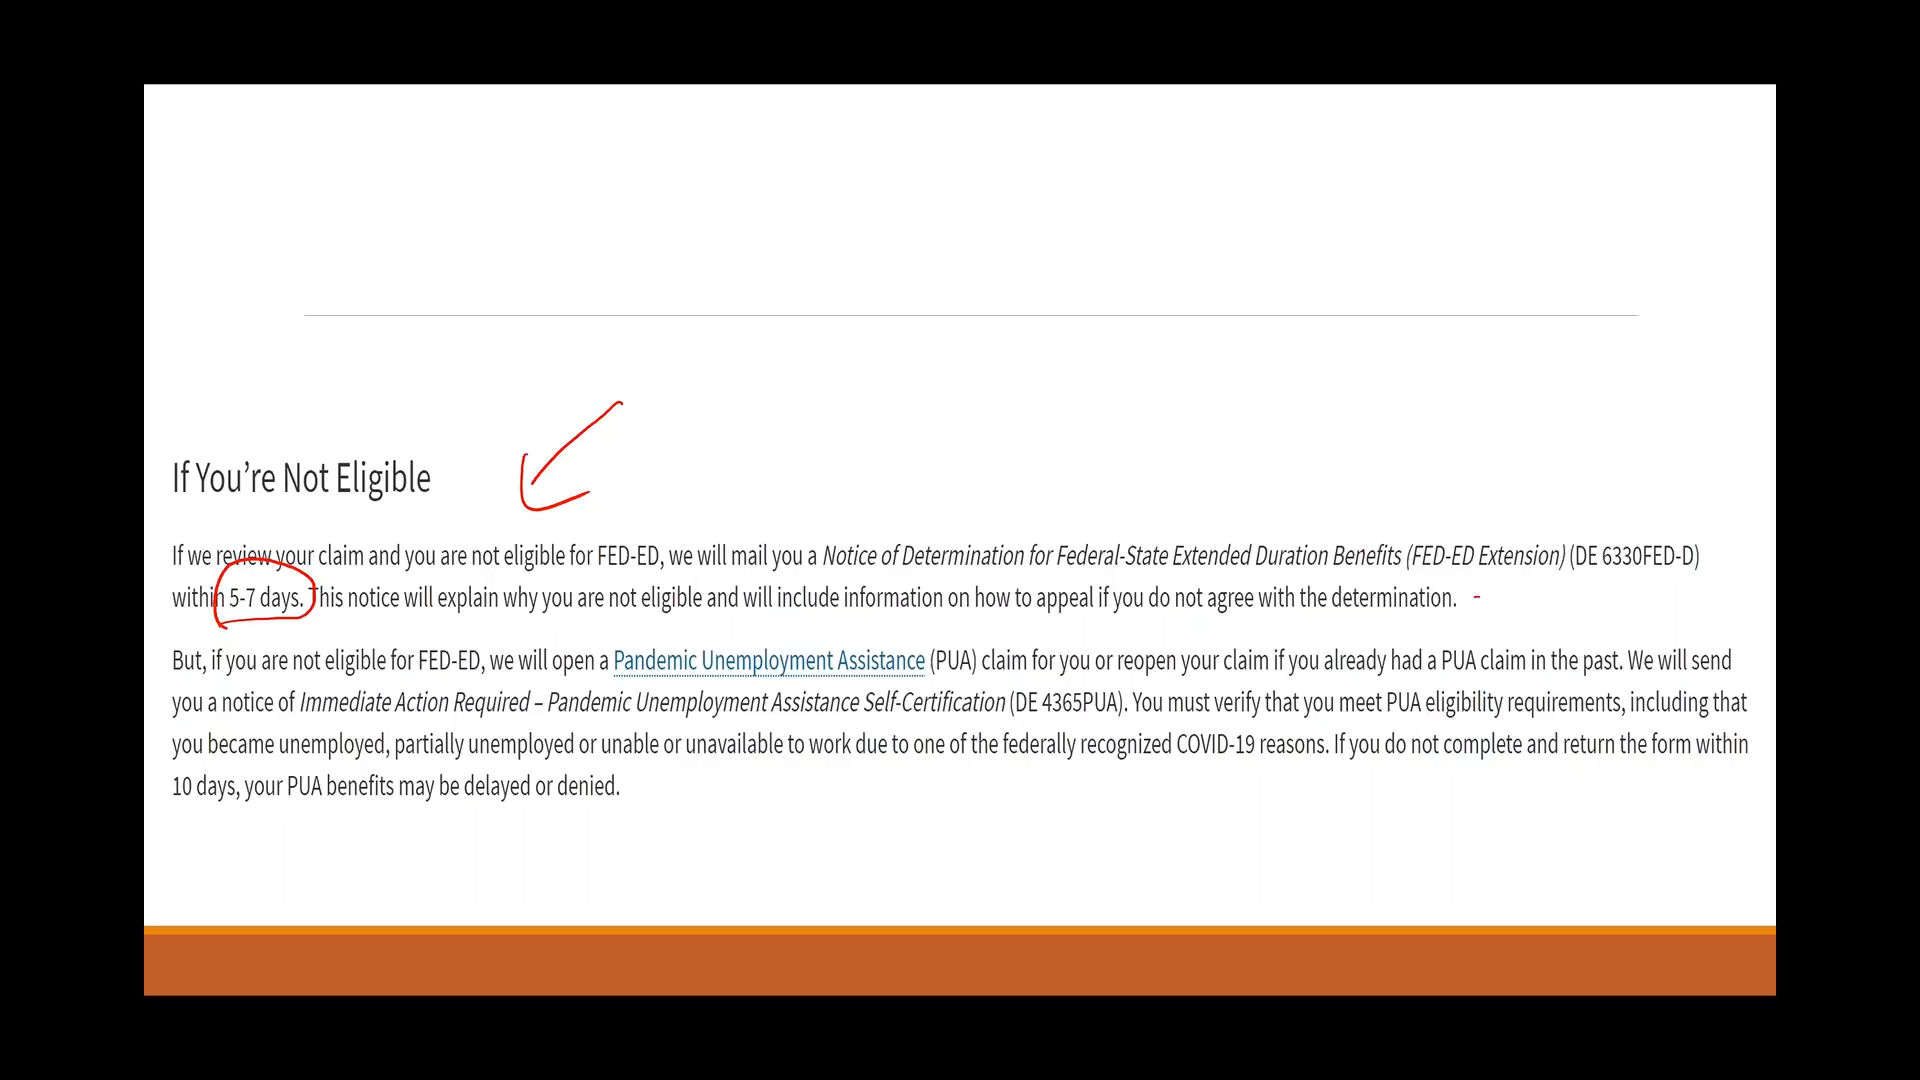 If You’re Not Eligible
If we review your claim and you are not eligible for FED-ED, we will mail you a Notice of Determination for Federal-State Extended Duration Benefits (FED-ED Extension) (DE 6330FED-D)
within 5-7 days. This notice will explain why you are not eligible and will include information on how to appeal if you do not agree with the determination.
But, if you are not eligible for FED-ED, we will open a Pandemic Unemployment Assistance (PUA) claim for you or reopen your claim if you already had a PUA claim in the past. We will send
you a notice of Immediate Action Required – Pandemic Unemployment Assistance Self-Certification (DE 4365PUA). You must verify that you meet PUA eligibility requirements, including that
you became unemployed, partially unemployed or unable or unavailable to work due to one of the federally recognized COVID-19 reasons. If you do not complete and return the form within
10 days, your PUA benefits may be delayed or denied.